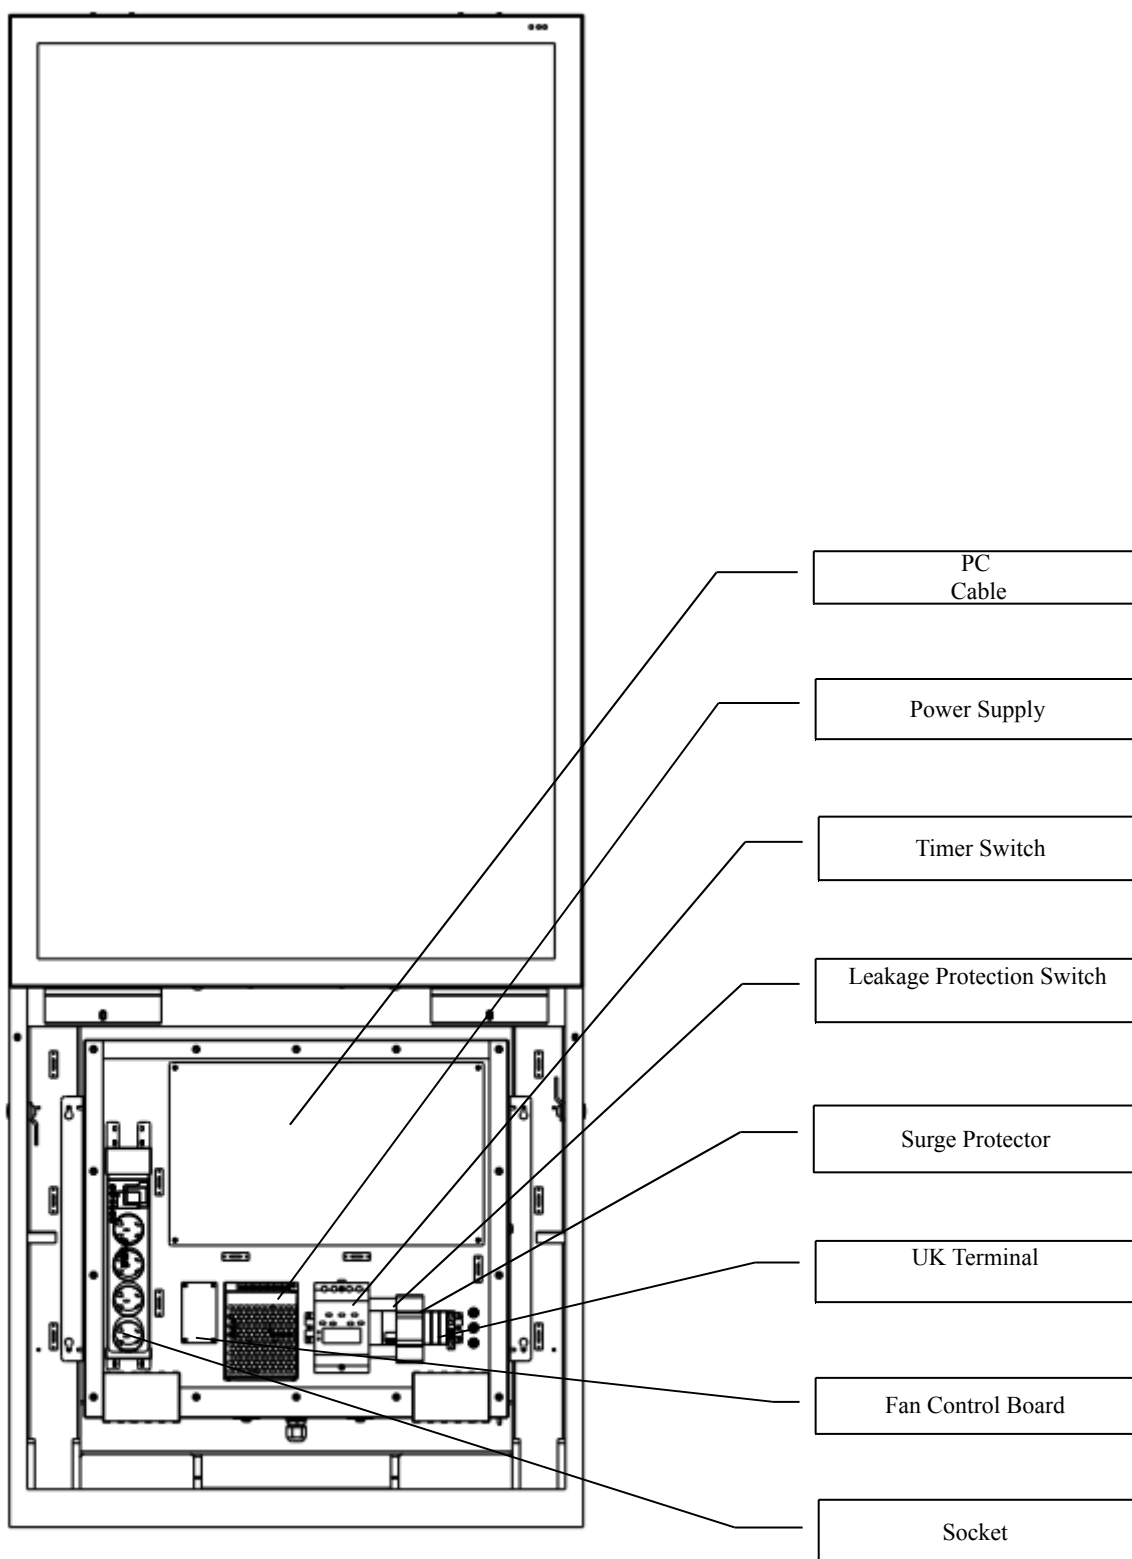 PC
Cable
Power Supply
Timer Switch
Leakage Protection Switch
Surge Protector
UK Terminal
Fan Control Board
Socket